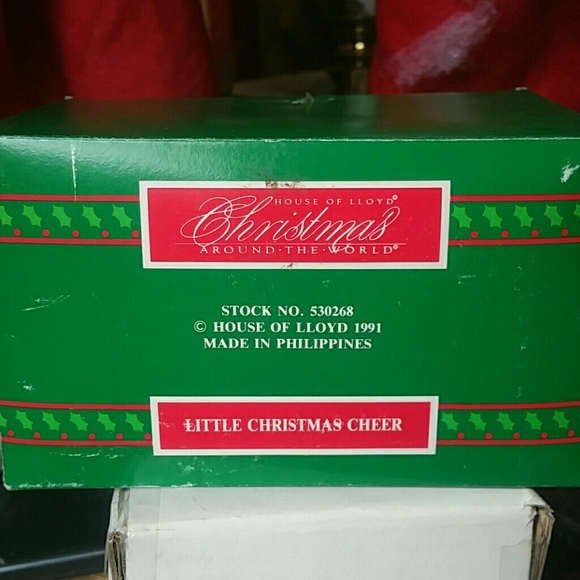 HOUSE OF LLOYD®
Christmas
AROUND·THE·WORLD®
STOCK NO. 530268
© HOUSE OF LLOYD 1991
MADE IN PHILIPPINES
LITTLE CHRISTMAS CHEER